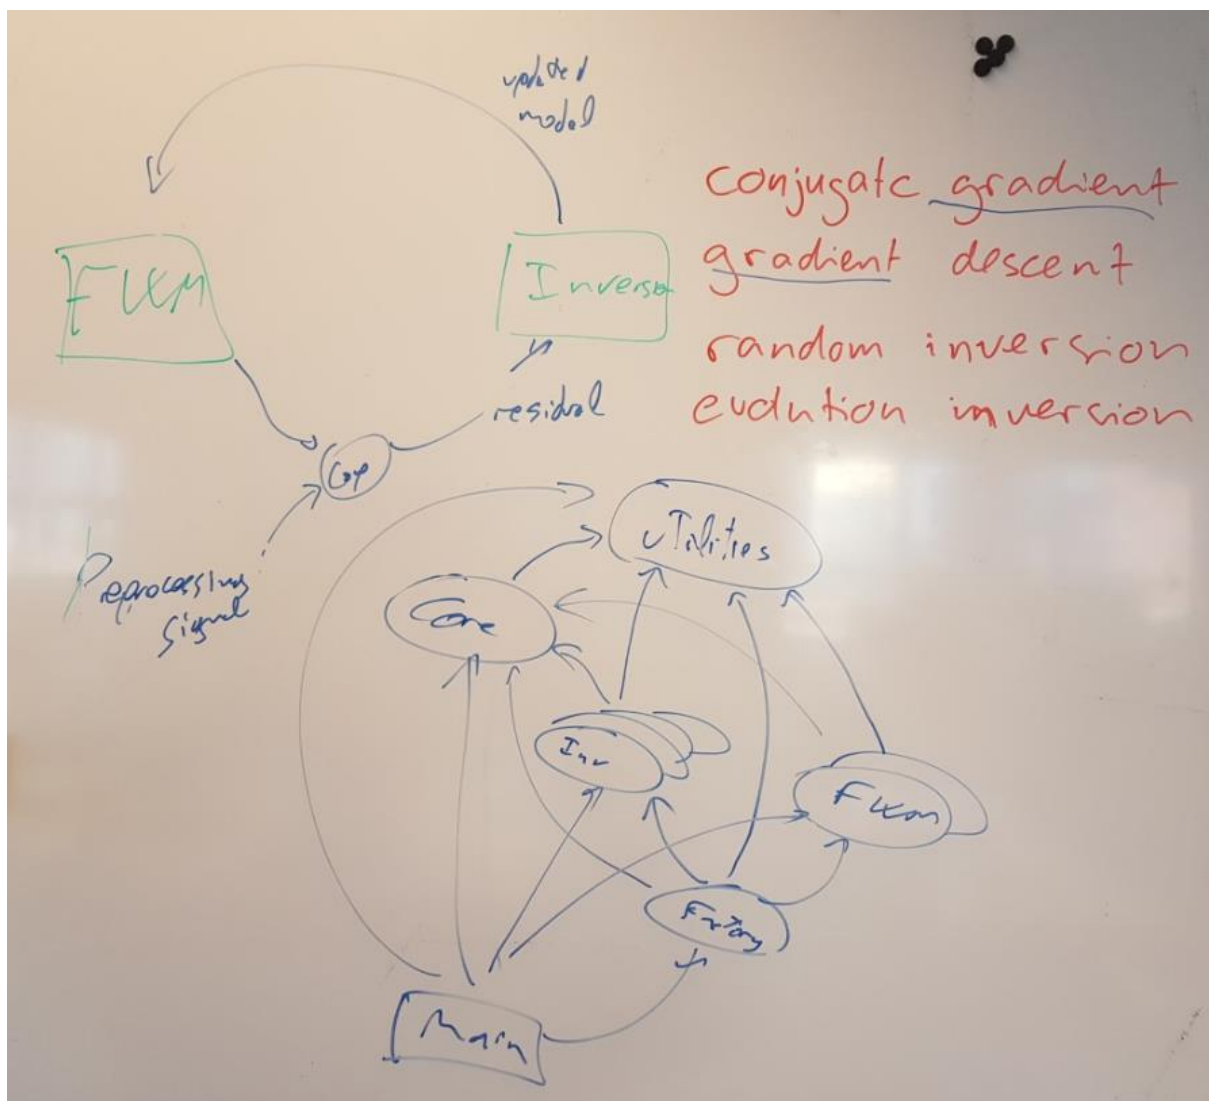 updated
model
FWM
Inversion
conjugate gradient
gradient descent
random inversion
evolution inversion
residual
Preprocessing
signal
utilities
Core
Inv
FWM
Factory
Main